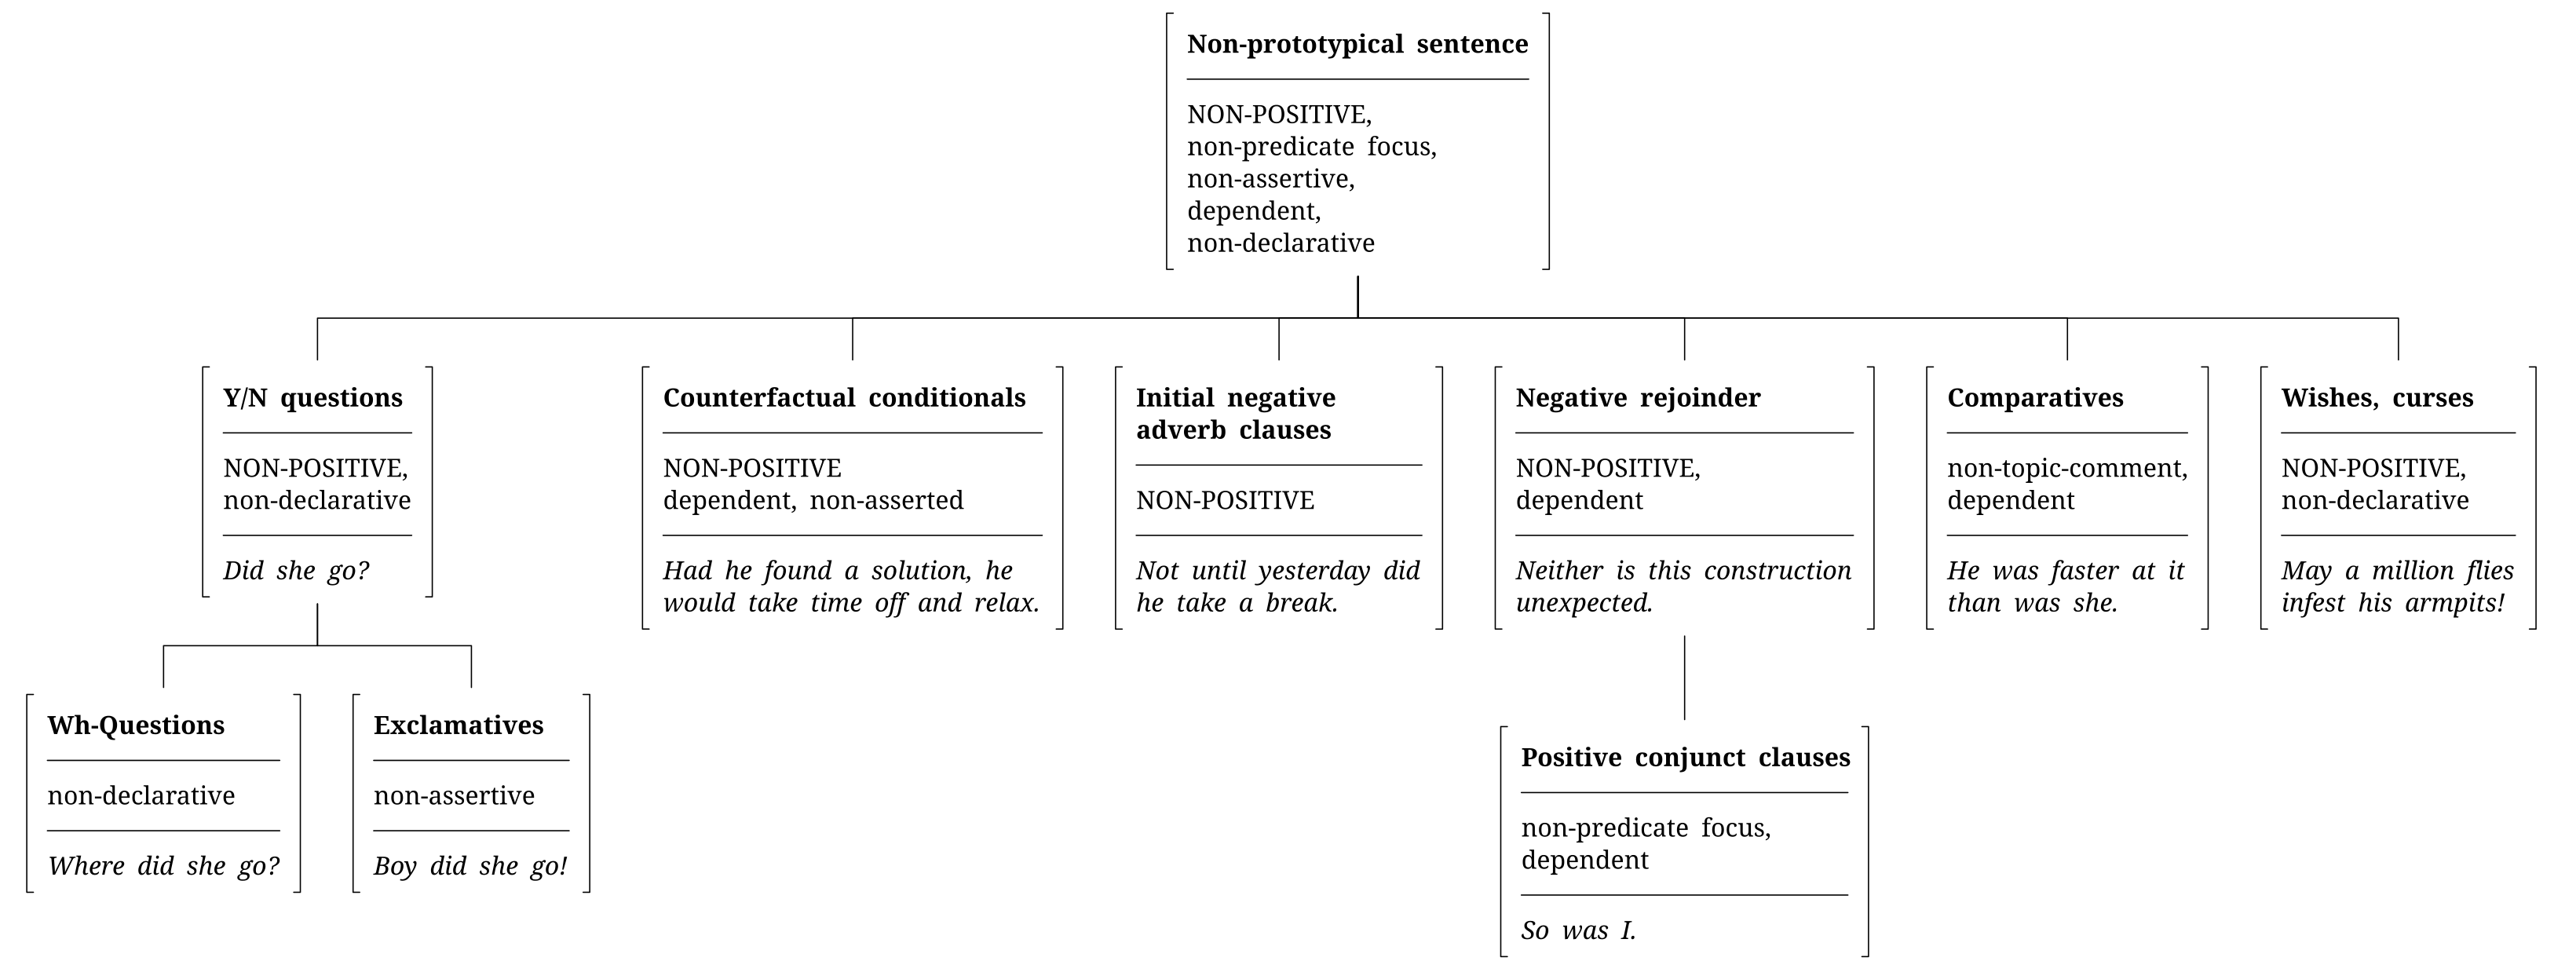 Non-prototypical sentence
NON-POSITIVE,
non-predicate focus,
non-assertive,
dependent,
non-declarative
Y/N questions
NON-POSITIVE,
non-declarative
Did she go?
Counterfactual conditionals
NON-POSITIVE
dependent, non-asserted
Had he found a solution, he
would take time off and relax.
Initial negative
adverb clauses
NON-POSITIVE
Not until yesterday did
he take a break.
Negative rejoinder
NON-POSITIVE,
dependent
Neither is this construction
unexpected.
Comparatives
non-topic-comment,
dependent
He was faster at it
than was she.
Wishes, curses
NON-POSITIVE,
non-declarative
May a million flies
infest his armpits!
Wh-Questions
non-declarative
Where did she go?
Exclamatives
non-assertive
Boy did she go!
Positive conjunct clauses
non-predicate focus,
dependent
So was I.